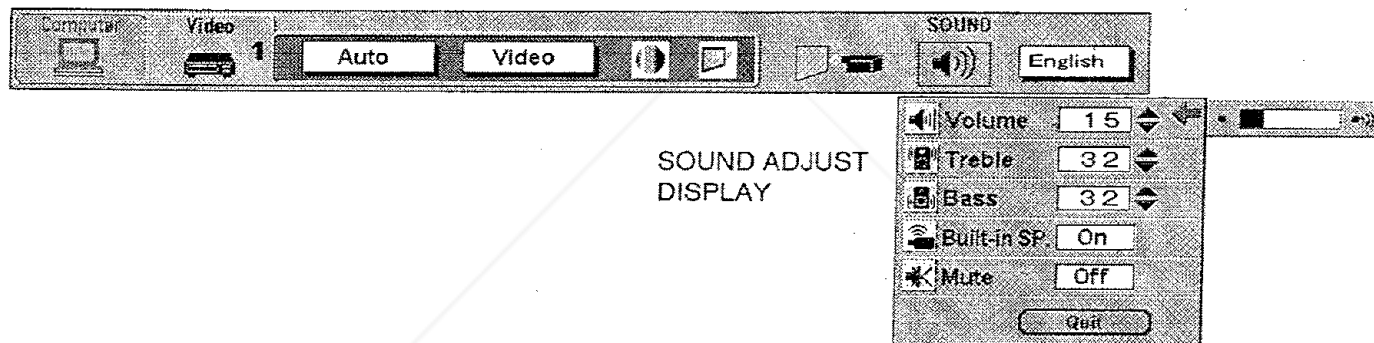 Computer
Video
SOUND
1
Auto
Video
English
Volume 15
SOUND ADJUST
DISPLAY
Treble 32
Bass 32
Built-in SP. On
Mute Off
Quit